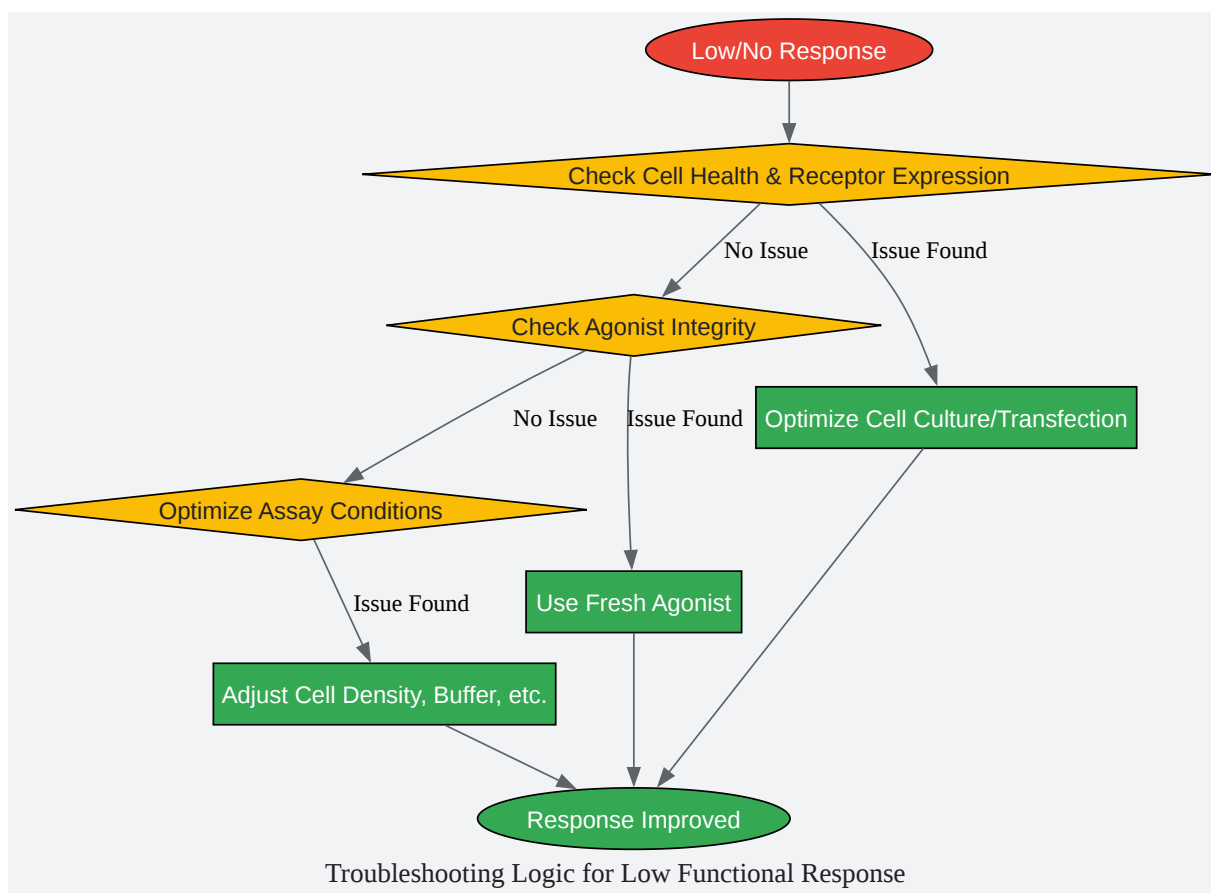 Low/No Response
Check Cell Health & Receptor Expression
No Issue
Issue Found
Check Agonist Integrity
No Issue
Issue Found
Optimize Cell Culture/Transfection
Optimize Assay Conditions
Issue Found
Use Fresh Agonist
Adjust Cell Density, Buffer, etc.
Response Improved
Troubleshooting Logic for Low Functional Response